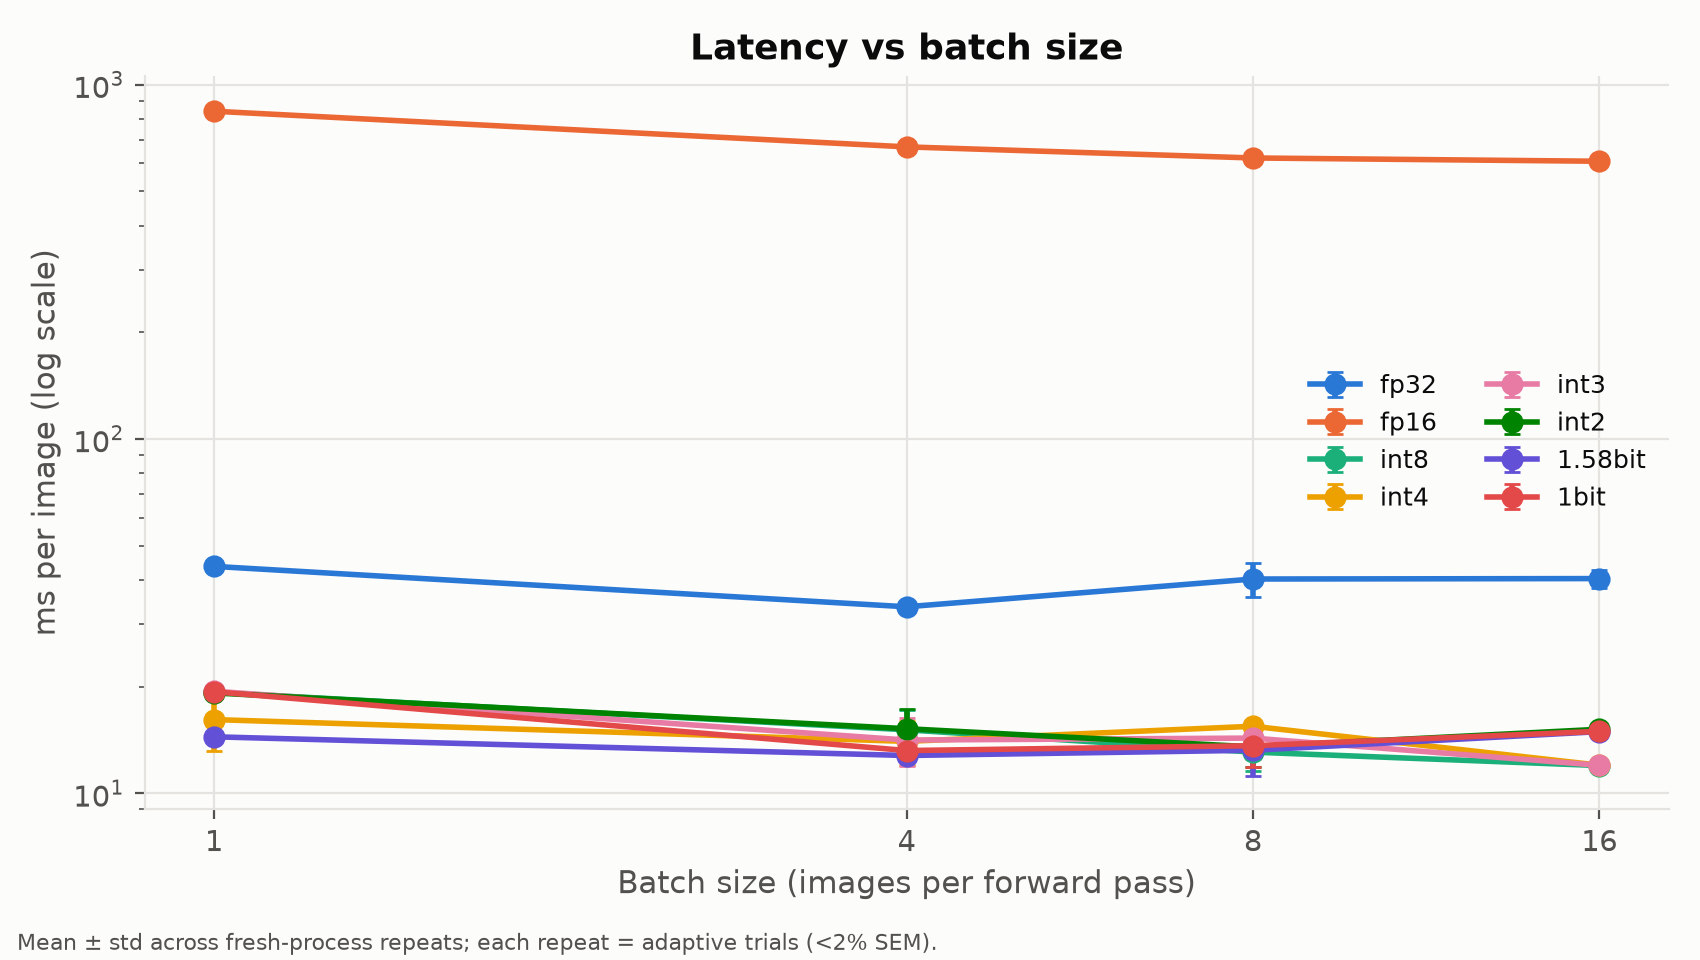 Latency vs batch size
ms per image (log scale)
10³
10²
10¹
fp32
fp16
int8
int4
int3
int2
1.58bit
1bit
1 4 8 16
Batch size (images per forward pass)
Mean ± std across fresh-process repeats; each repeat = adaptive trials (<2% SEM).